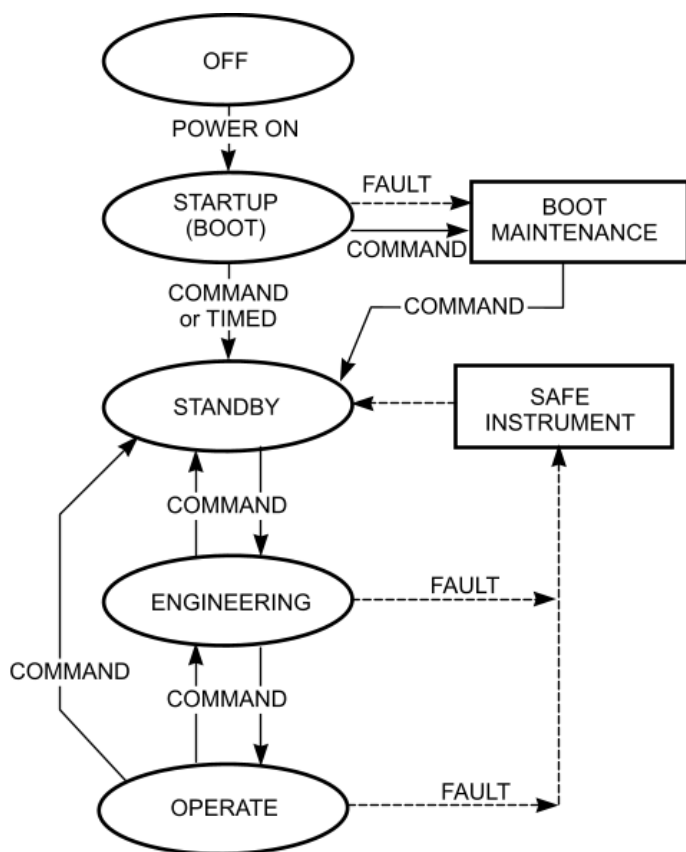 OFF
POWER ON
STARTUP
(BOOT)
FAULT
COMMAND
BOOT
MAINTENANCE
COMMAND
or TIMED
COMMAND
STANDBY
SAFE
INSTRUMENT
COMMAND
ENGINEERING
FAULT
COMMAND
COMMAND
OPERATE
FAULT